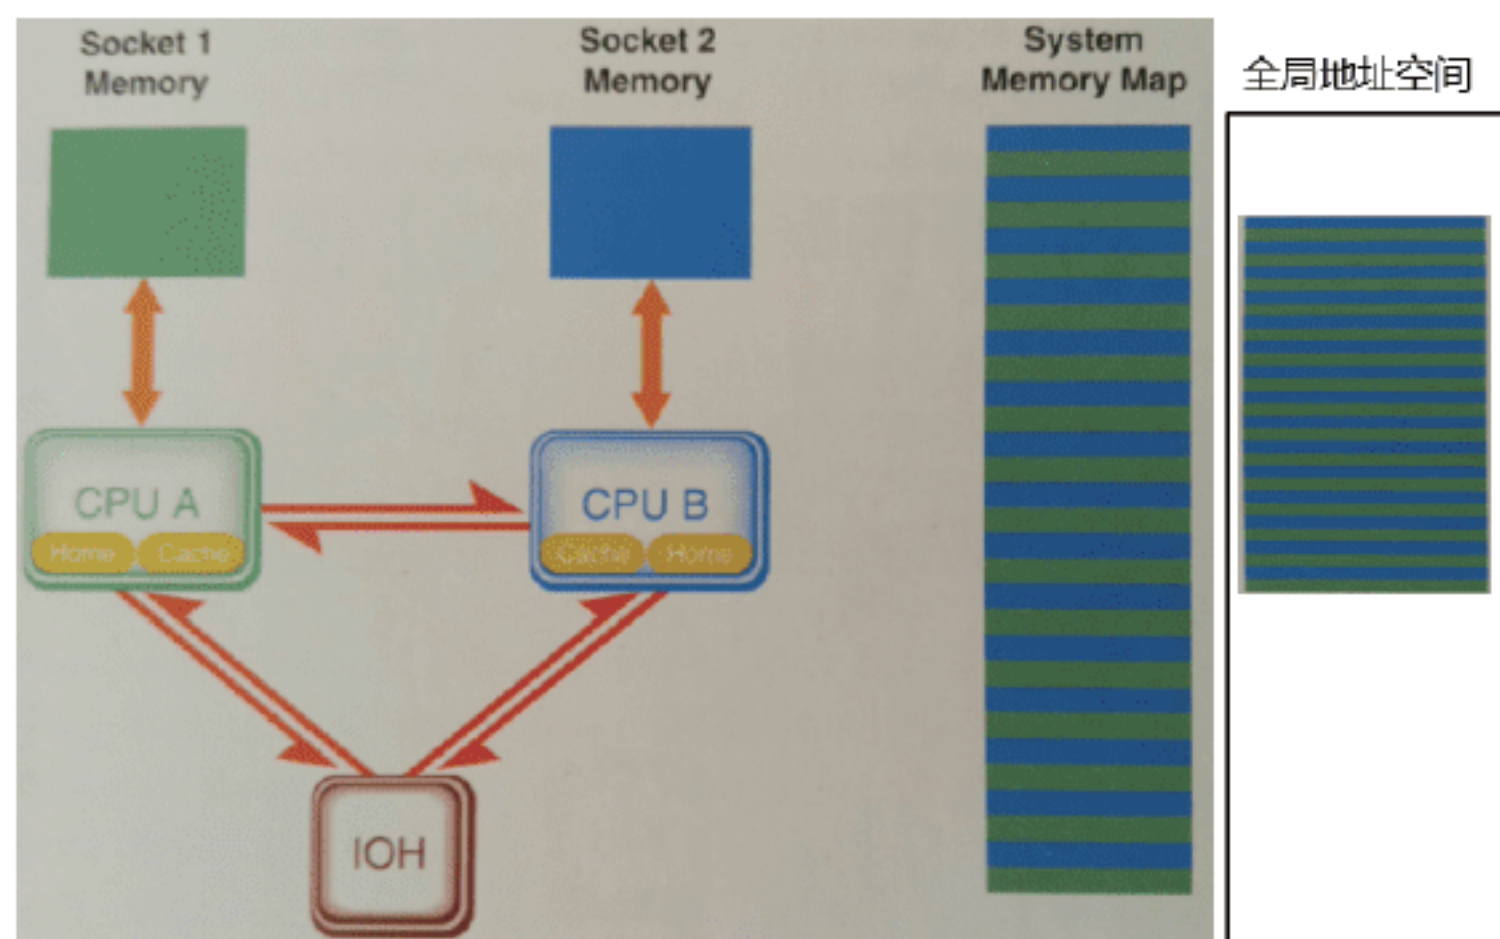 Socket 1
Memory
Socket 2
Memory
System
Memory Map
全局地址空间
CPU A
Home
Cache
CPU B
Cache
Home
IOH